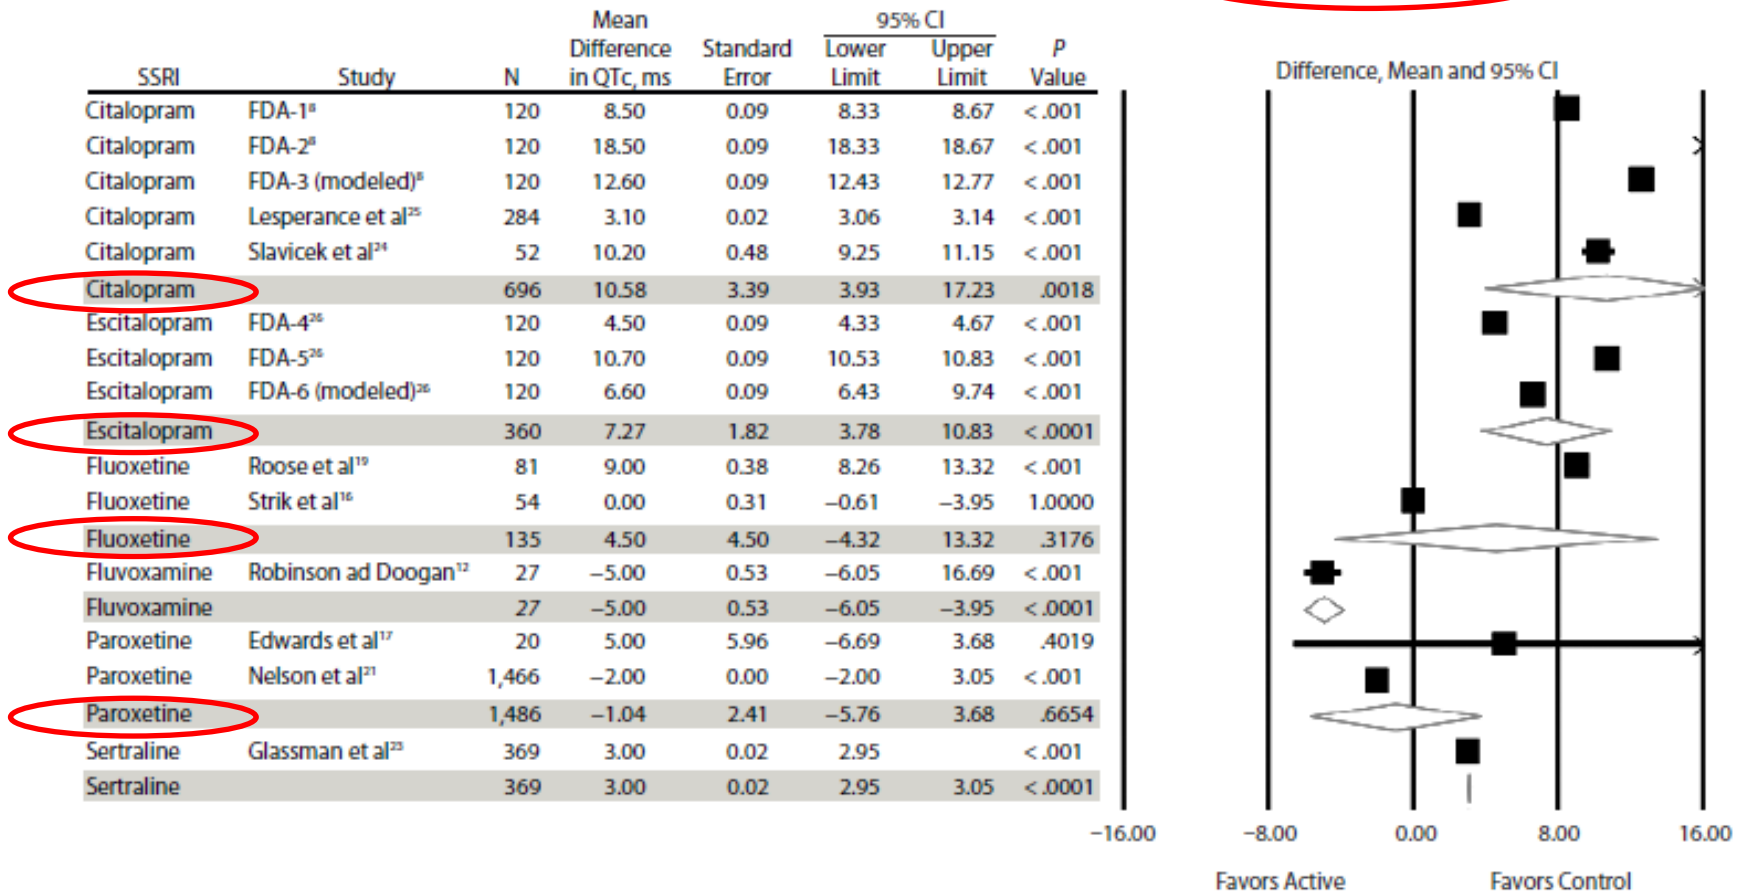 Mean 95% CI
Difference Standard Lower Upper P
SSRI Study N in QTc, ms Error Limit Limit Value Difference, Mean and 95% CI
Citalopram FDA-1⁸ 120 8.50 0.09 8.33 8.67 < .001
Citalopram FDA-2⁸ 120 18.50 0.09 18.33 18.67 < .001
Citalopram FDA-3 (modeled)⁸ 120 12.60 0.09 12.43 12.77 < .001
Citalopram Lesperance et al²⁵ 284 3.10 0.02 3.06 3.14 < .001
Citalopram Slavicek et al²⁴ 52 10.20 0.48 9.25 11.15 < .001
Citalopram 696 10.58 3.39 3.93 17.23 .0018
Escitalopram FDA-4²⁶ 120 4.50 0.09 4.33 4.67 < .001
Escitalopram FDA-5²⁶ 120 10.70 0.09 10.53 10.83 < .001
Escitalopram FDA-6 (modeled)²⁶ 120 6.60 0.09 6.43 9.74 < .001
Escitalopram 360 7.27 1.82 3.78 10.83 < .0001
Fluoxetine Roose et al¹⁹ 81 9.00 0.38 8.26 13.32 < .001
Fluoxetine Strik et al¹⁶ 54 0.00 0.31 −0.61 −3.95 1.0000
Fluoxetine 135 4.50 4.50 −4.32 13.32 .3176
Fluvoxamine Robinson ad Doogan¹² 27 −5.00 0.53 −6.05 16.69 < .001
Fluvoxamine 27 −5.00 0.53 −6.05 −3.95 < .0001
Paroxetine Edwards et al¹⁷ 20 5.00 5.96 −6.69 3.68 .4019
Paroxetine Nelson et al²¹ 1,466 −2.00 0.00 −2.00 3.05 < .001
Paroxetine 1,486 −1.04 2.41 −5.76 3.68 .6654
Sertraline Glassman et al²³ 369 3.00 0.02 2.95 < .001
Sertraline 369 3.00 0.02 2.95 3.05 < .0001
−16.00 −8.00 0.00 8.00 16.00
Favors Active Favors Control